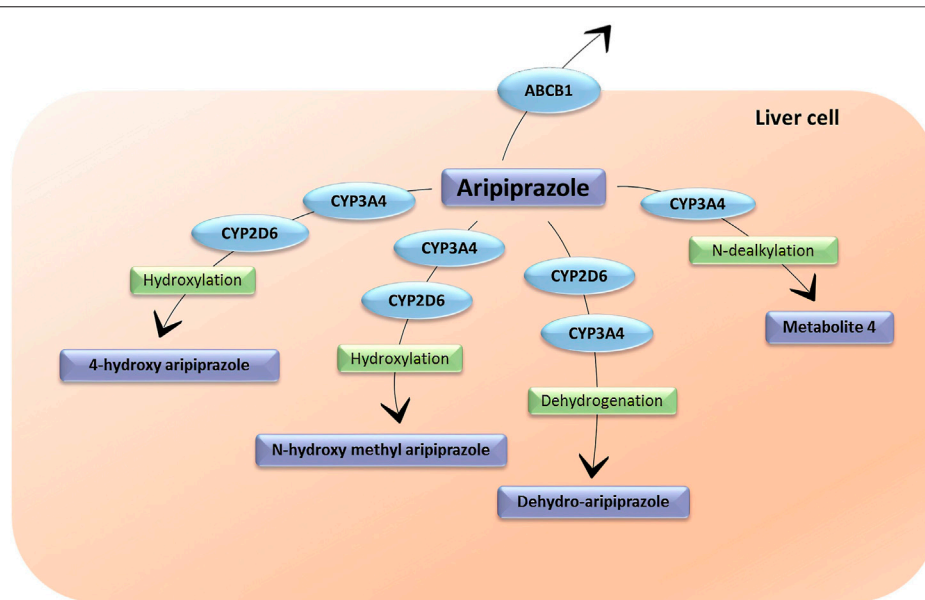 ABCB1
Liver cell
Aripiprazole
CYP3A4
CYP2D6
Hydroxylation
4-hydroxy aripiprazole
CYP3A4
CYP2D6
Hydroxylation
N-hydroxy methyl aripiprazole
CYP2D6
CYP3A4
Dehydrogenation
Dehydro-aripiprazole
CYP3A4
N-dealkylation
Metabolite 4